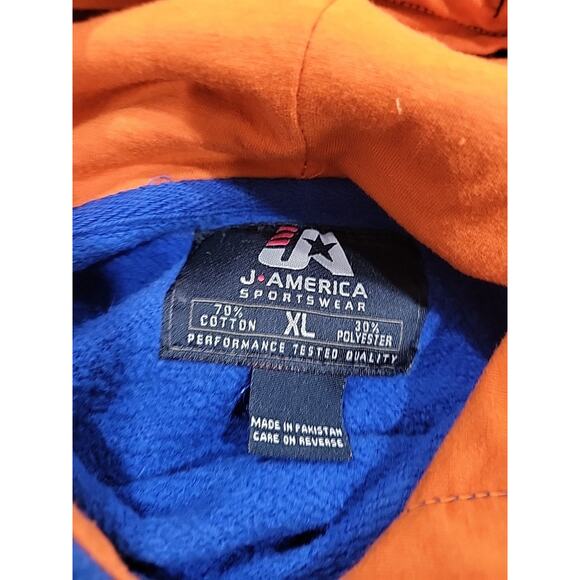 JA
J·AMERICA
SPORTSWEAR
70% COTTON XL 30% POLYESTER
PERFORMANCE TESTED QUALITY
MADE IN PAKISTAN
CARE ON REVERSE